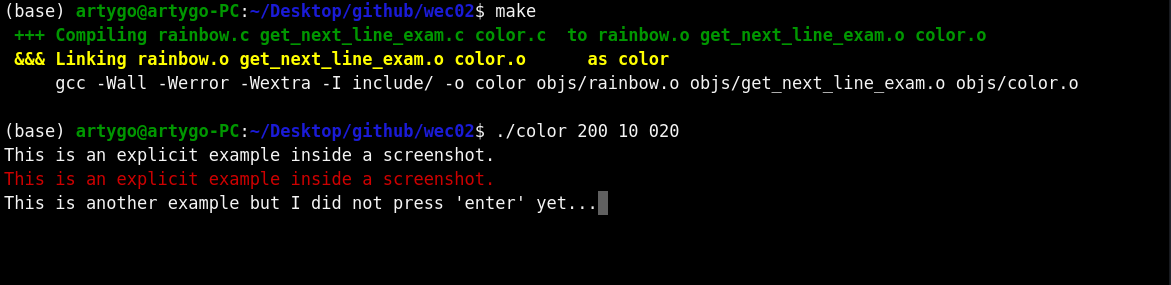 (base) artygo@artygo-PC:~/Desktop/github/wec02$ make
+++ Compiling rainbow.c get_next_line_exam.c color.c  to rainbow.o get_next_line_exam.o color.o
&&& Linking rainbow.o get_next_line_exam.o color.o      as color
gcc -Wall -Werror -Wextra -I include/ -o color objs/rainbow.o objs/get_next_line_exam.o objs/color.o
(base) artygo@artygo-PC:~/Desktop/github/wec02$ ./color 200 10 020
This is an explicit example inside a screenshot.
This is an explicit example inside a screenshot.
This is another example but I did not press 'enter' yet...